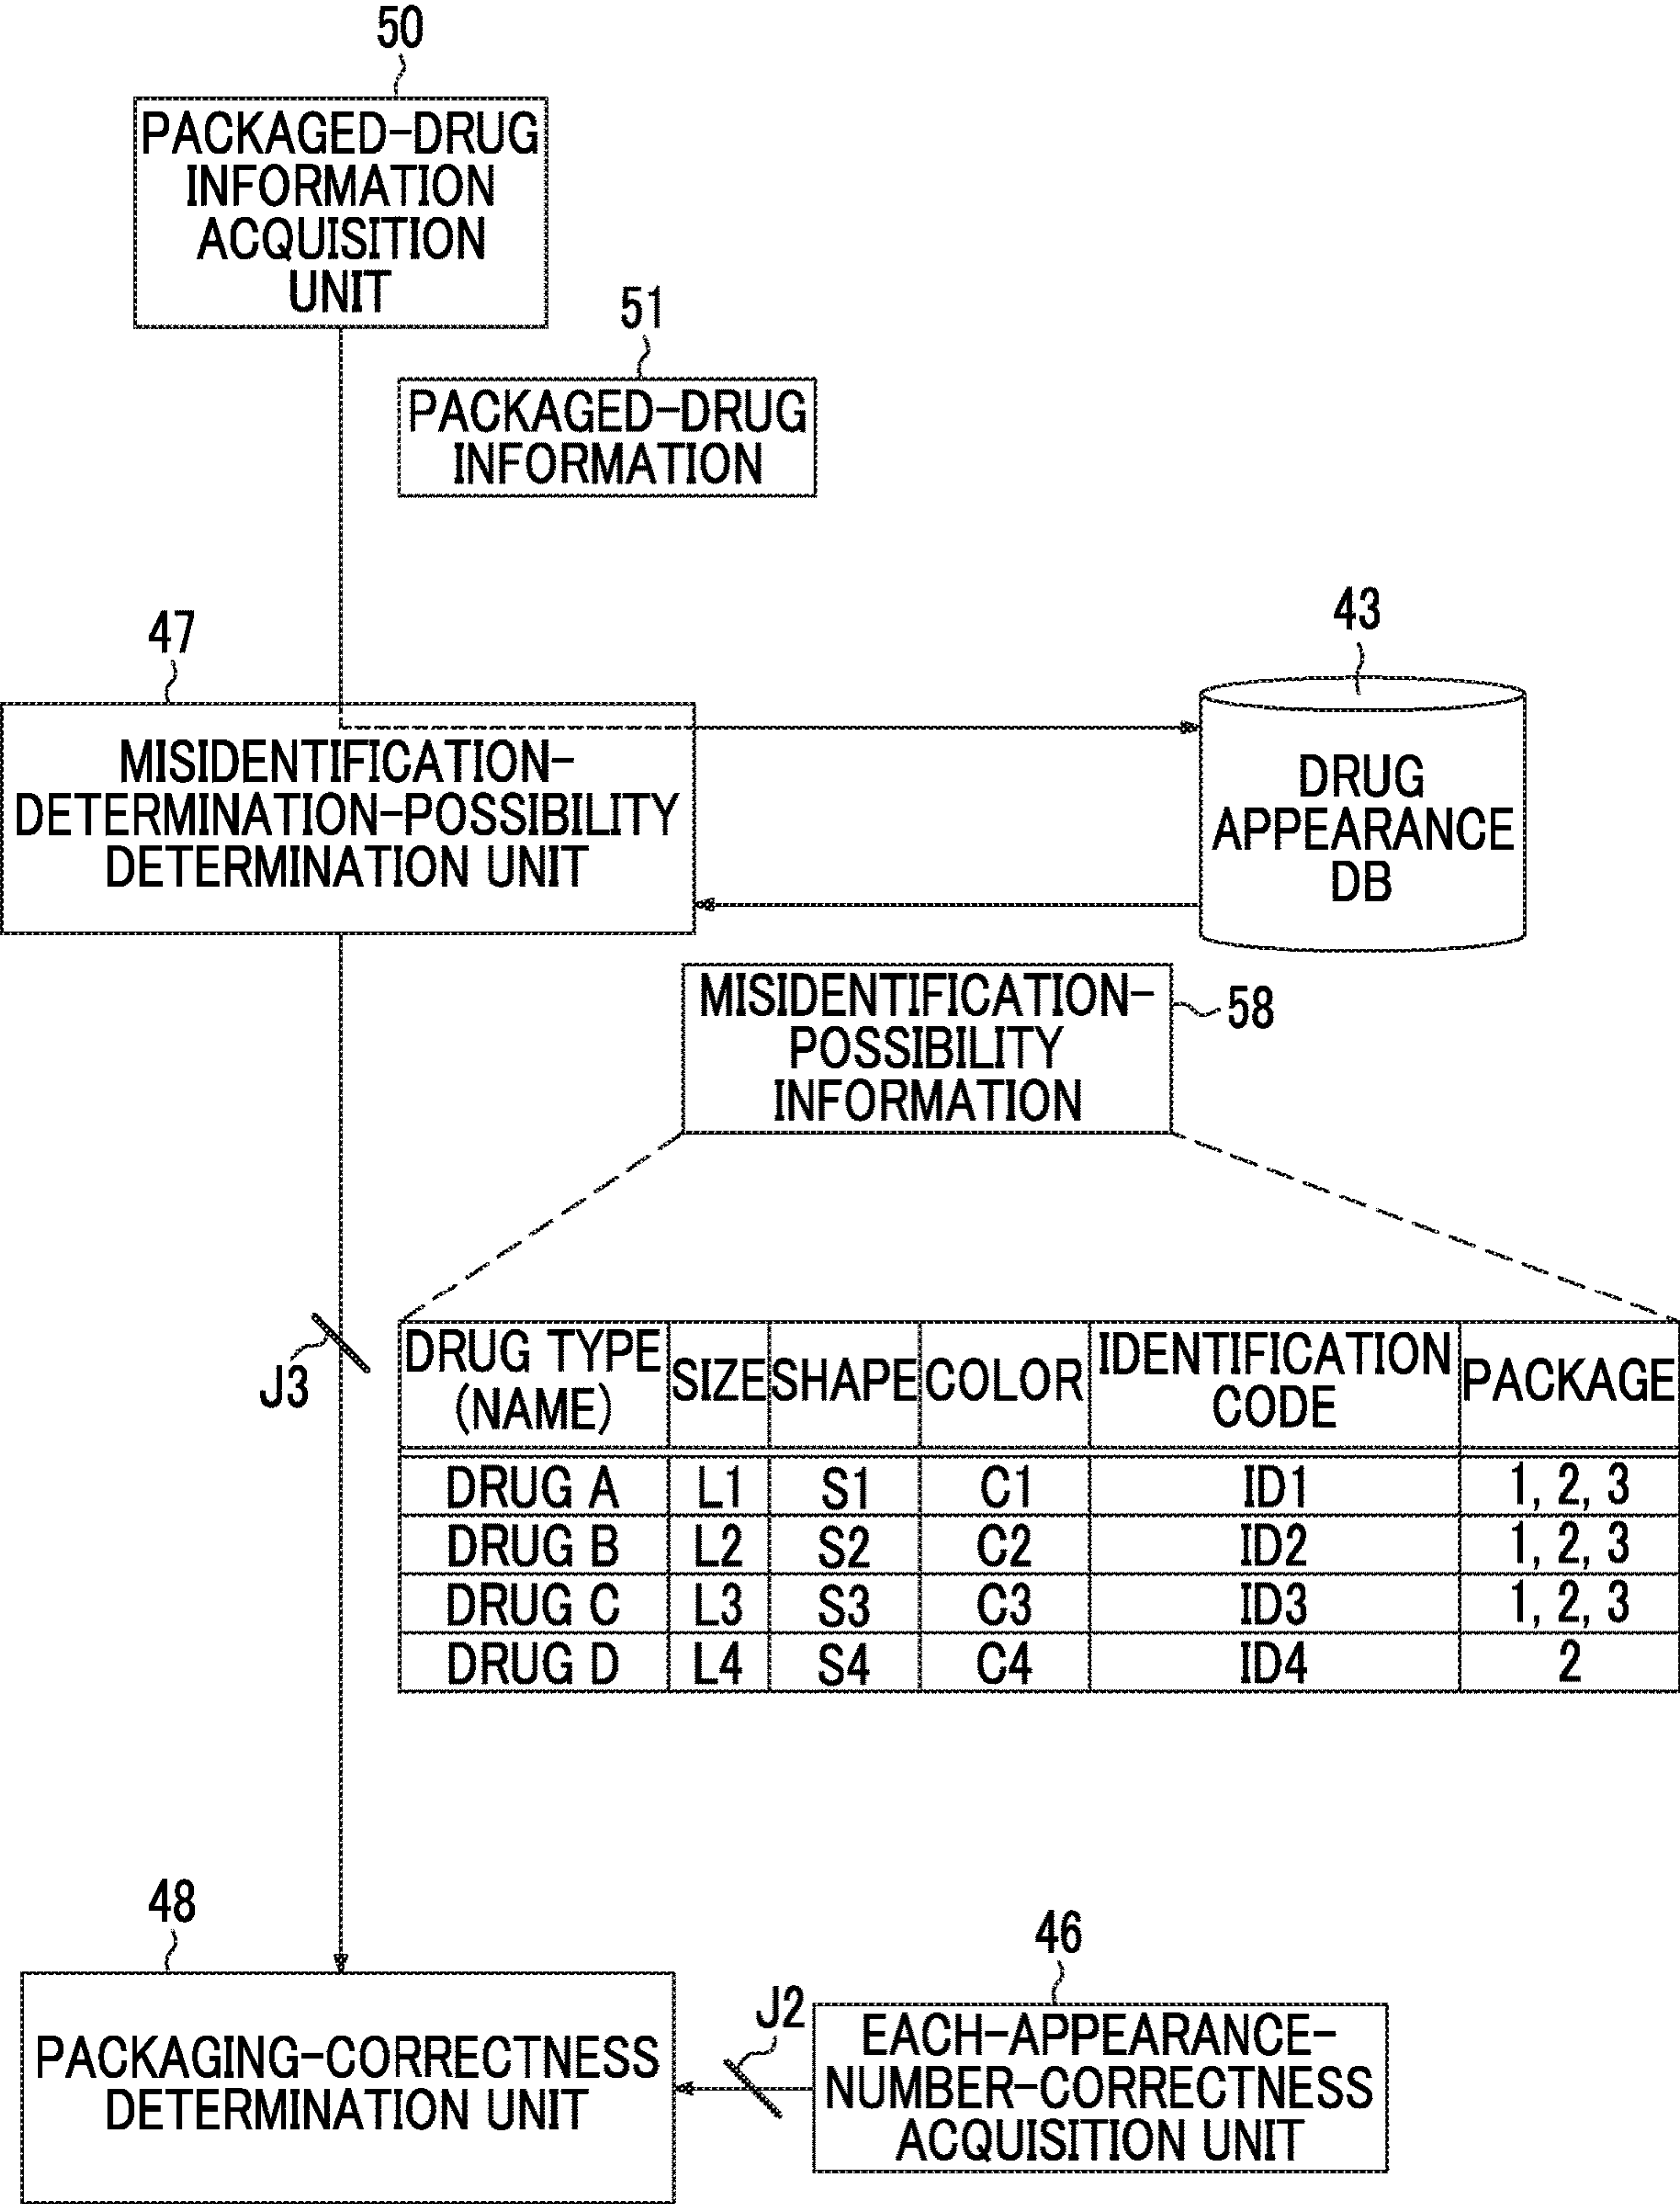 50
PACKAGED-DRUG
INFORMATION
ACQUISITION
UNIT
51
PACKAGED-DRUG
INFORMATION
47
MISIDENTIFICATION-
DETERMINATION-POSSIBILITY
DETERMINATION UNIT
43
DRUG
APPEARANCE
DB
MISIDENTIFICATION-
POSSIBILITY
INFORMATION
58
J3
DRUG TYPE
(NAME)
SIZE
SHAPE
COLOR
IDENTIFICATION
CODE
PACKAGE
DRUG A L1 S1 C1 ID1 1, 2, 3
DRUG B L2 S2 C2 ID2 1, 2, 3
DRUG C L3 S3 C3 ID3 1, 2, 3
DRUG D L4 S4 C4 ID4 2
48
PACKAGING-CORRECTNESS
DETERMINATION UNIT
J2
46
EACH-APPEARANCE-
NUMBER-CORRECTNESS
ACQUISITION UNIT